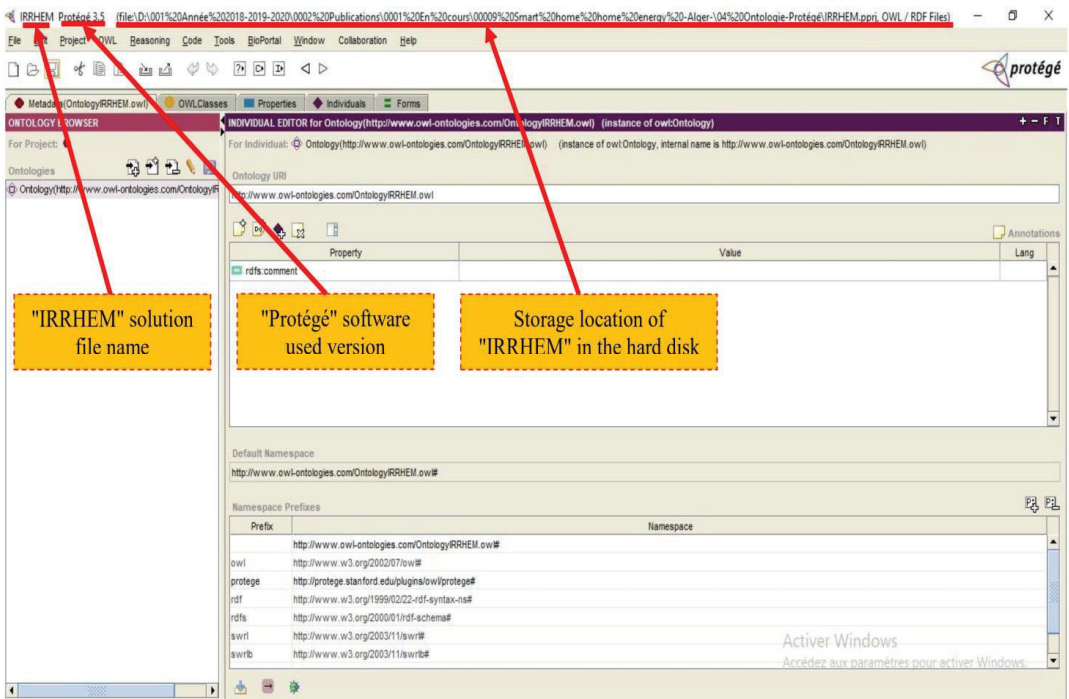 IRRHEM Protégé 3.5 (file:\D:\001%20Année%202018-2019-2020\0002%20Publications\0001%20En%20cours\00009%20Smart%20home%20home%20energy%20-Alger-\04%20Ontologie-Protégé\IRRHEM.pprj, OWL / RDF Files)
File Project OWL Reasoning Code Tools BioPortal Window Collaboration Help
protégé
Metadata(OntologyIRRHEM.owl) OWLClasses Properties Individuals Forms
ONTOLOGY BROWSER
For Project:
Ontologies
Ontology(http://www.owl-ontologies.com/OntologyIR
INDIVIDUAL EDITOR for Ontology(http://www.owl-ontologies.com/OntologyIRRHEM.owl) (instance of owl:Ontology)
+ - F T
For Individual: Ontology(http://www.owl-ontologies.com/OntologyIRRHEM.owl) (instance of owl:Ontology, internal name is http://www.owl-ontologies.com/OntologyIRRHEM.owl)
Ontology URI
http://www.owl-ontologies.com/OntologyIRRHEM.owl
Annotations
Property Value Lang
rdfs:comment
"IRRHEM" solution
file name
"Protégé" software
used version
Storage location of
"IRRHEM" in the hard disk
Default Namespace
http://www.owl-ontologies.com/OntologyIRRHEM.owl#
Namespace Prefixes
Prefix Namespace
http://www.owl-ontologies.com/OntologyIRRHEM.owl#
owl http://www.w3.org/2002/07/owl#
protege http://protege.stanford.edu/plugins/owl/protege#
rdf http://www.w3.org/1999/02/22-rdf-syntax-ns#
rdfs http://www.w3.org/2000/01/rdf-schema#
swrl http://www.w3.org/2003/11/swrl#
swrlb http://www.w3.org/2003/11/swrlb#
Activer Windows
Accédez aux paramètres pour activer Windows.